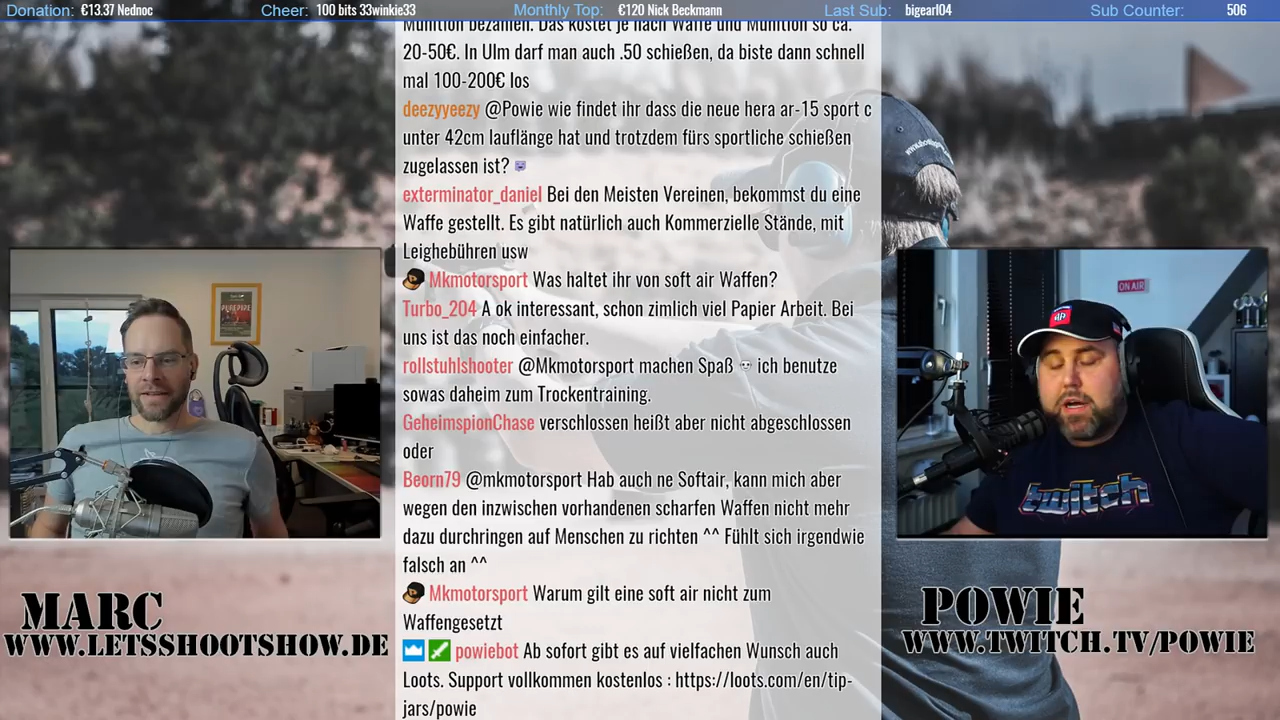 Donation: €13.37 Nednoc Cheer: 100 bits 33winkie33 Monthly Top: €120 Nick Beckmann Last Sub: bigearl04 Sub Counter: 506
Munition bezahlen. Das kostet je nach Waffe und Munition so ca.
20-50€. In Ulm darf man auch .50 schießen, da biste dann schnell
mal 100-200€ los
deezyyeezy @Powie wie findet ihr dass die neue hera ar-15 sport c
unter 42cm lauflänge hat und trotzdem fürs sportliche schießen
zugelassen ist?
exterminator_daniel Bei den Meisten Vereinen, bekommst du eine
Waffe gestellt. Es gibt natürlich auch Kommerzielle Stände, mit
Leighebühren usw
Mkmotorsport Was haltet ihr von soft air Waffen?
Turbo_204 A ok interessant, schon zimlich viel Papier Arbeit. Bei
uns ist das noch einfacher.
rollstuhlshooter @Mkmotorsport machen Spaß ich benutze
sowas daheim zum Trockentraining.
GeheimspionChase verschlossen heißt aber nicht abgeschlossen
oder
Beorn79 @mkmotorsport Hab auch ne Softair, kann mich aber
wegen den inzwischen vorhandenen scharfen Waffen nicht mehr
dazu durchringen auf Menschen zu richten ^^ Fühlt sich irgendwie
falsch an ^^
Mkmotorsport Warum gilt eine soft air nicht zum
Waffengesetzt
powiebot Ab sofort gibt es auf vielfachen Wunsch auch
Loots. Support vollkommen kostenlos : https://loots.com/en/tip-
jars/powie
ON AIR
twitch
MARC
WWW.LETSSHOOTSHOW.DE
POWIE
WWW.TWITCH.TV/POWIE